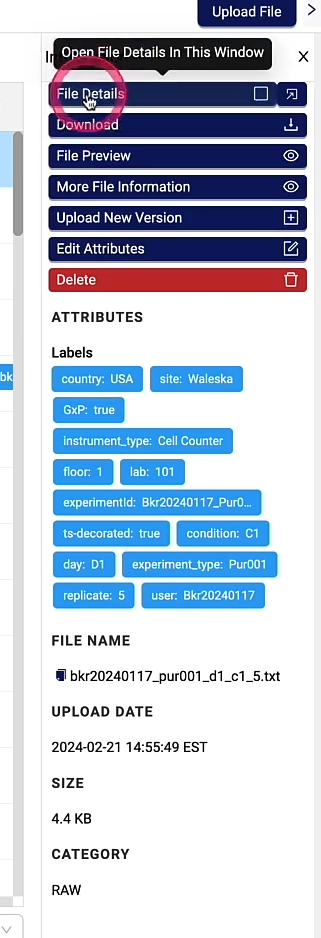 Upload File
Open File Details In This Window
File Details
Download
File Preview
More File Information
Upload New Version
Edit Attributes
Delete
ATTRIBUTES
Labels
country: USA
site: Waleska
GxP: true
instrument_type: Cell Counter
floor: 1
lab: 101
experimentId: Bkr20240117_Pur0...
ts-decorated: true
condition: C1
day: D1
experiment_type: Pur001
replicate: 5
user: Bkr20240117
FILE NAME
bkr20240117_pur001_d1_c1_5.txt
UPLOAD DATE
2024-02-21 14:55:49 EST
SIZE
4.4 KB
CATEGORY
RAW